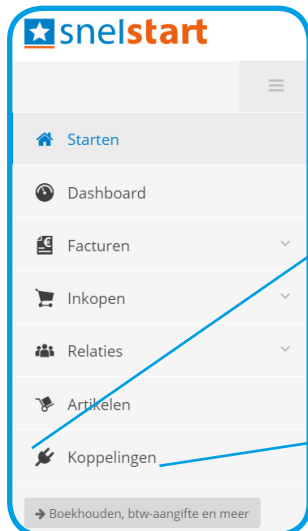 snelstart
Starten
Dashboard
Facturen
Inkopen
Relaties
Artikelen
Koppelingen
Boekhouden, btw-aangifte en meer